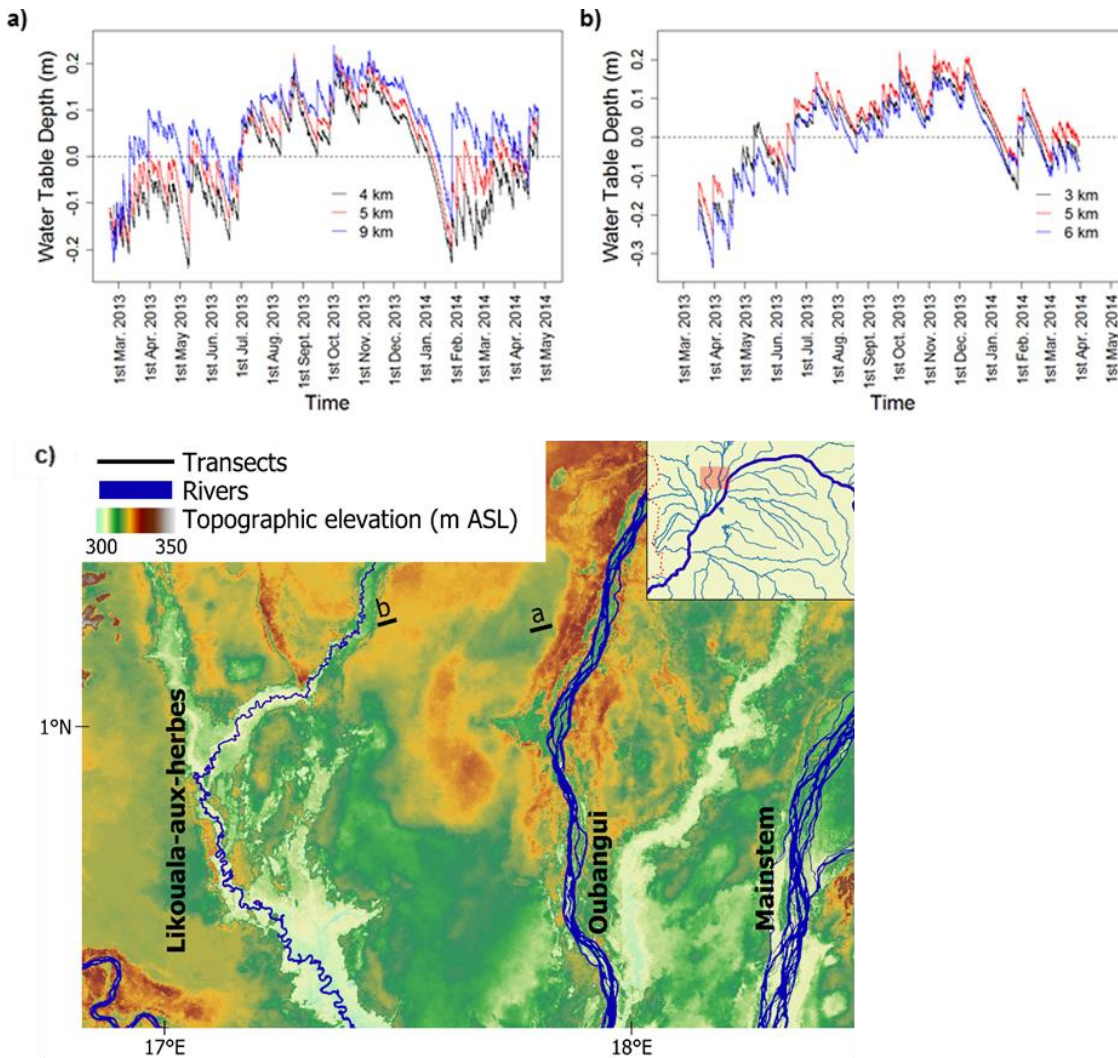 a)
Water Table Depth (m)
0.2
0.1
0.0
-0.1
-0.2
4 km
5 km
9 km
1st Mar. 2013
1st Apr. 2013
1st May 2013
1st Jun. 2013
1st Jul. 2013
1st Aug. 2013
1st Sept. 2013
1st Oct. 2013
1st Nov. 2013
1st Dec. 2013
1st Jan. 2014
1st Feb. 2014
1st Mar. 2014
1st Apr. 2014
1st May 2014
Time
b)
Water Table Depth (m)
0.2
0.1
0.0
-0.1
-0.2
-0.3
3 km
5 km
6 km
1st Mar. 2013
1st Apr. 2013
1st May 2013
1st Jun. 2013
1st Jul. 2013
1st Aug. 2013
1st Sept. 2013
1st Oct. 2013
1st Nov. 2013
1st Dec. 2013
1st Jan. 2014
1st Feb. 2014
1st Mar. 2014
1st Apr. 2014
1st May 2014
Time
c)
Transects
Rivers
Topographic elevation (m ASL)
300 350
b
a
1°N
Likouala-aux-herbes
Oubangui
Mainstem
17°E
18°E